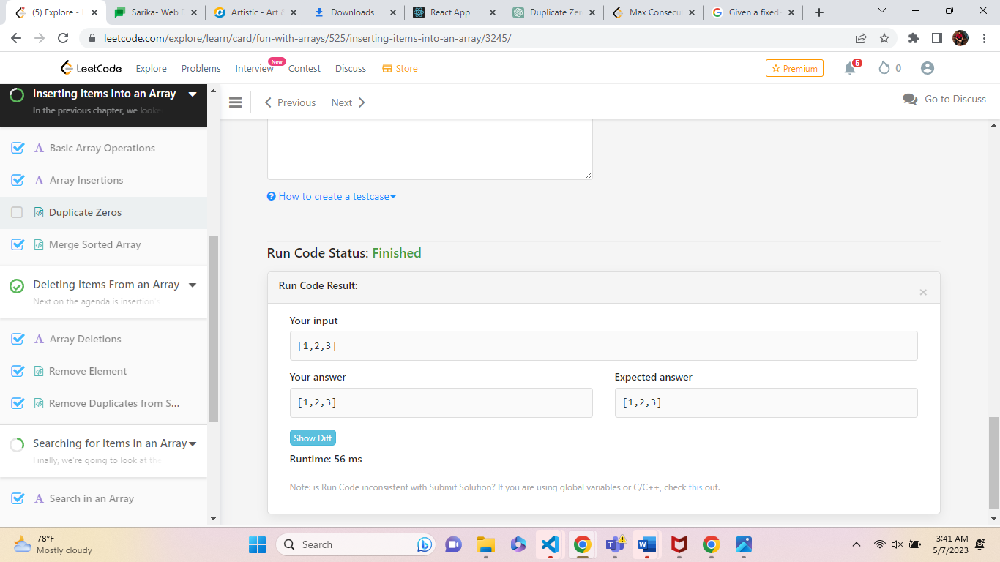 (5) Explore - L
Sarika- Web D
Artistic - Art &
Downloads
React App
Duplicate Zer
Max Consecu
Given a fixed-
leetcode.com/explore/learn/card/fun-with-arrays/525/inserting-items-into-an-array/3245/
LeetCode
Explore
Problems
Interview
New
Contest
Discuss
Store
Premium
5
0
Inserting Items Into an Array
In the previous chapter, we looke
Previous
Next
Go to Discuss
A Basic Array Operations
A Array Insertions
Duplicate Zeros
Merge Sorted Array
Deleting Items From an Array
Next on the agenda is insertion's
A Array Deletions
Remove Element
Remove Duplicates from S...
Searching for Items in an Array
Finally, we're going to look at the
A Search in an Array
How to create a testcase
Run Code Status: Finished
Run Code Result:
×
Your input
[1,2,3]
Your answer
Expected answer
[1,2,3]
[1,2,3]
Show Diff
Runtime: 56 ms
Note: is Run Code inconsistent with Submit Solution? If you are using global variables or C/C++, check this out.
78°F
Mostly cloudy
Search
3:41 AM
5/7/2023